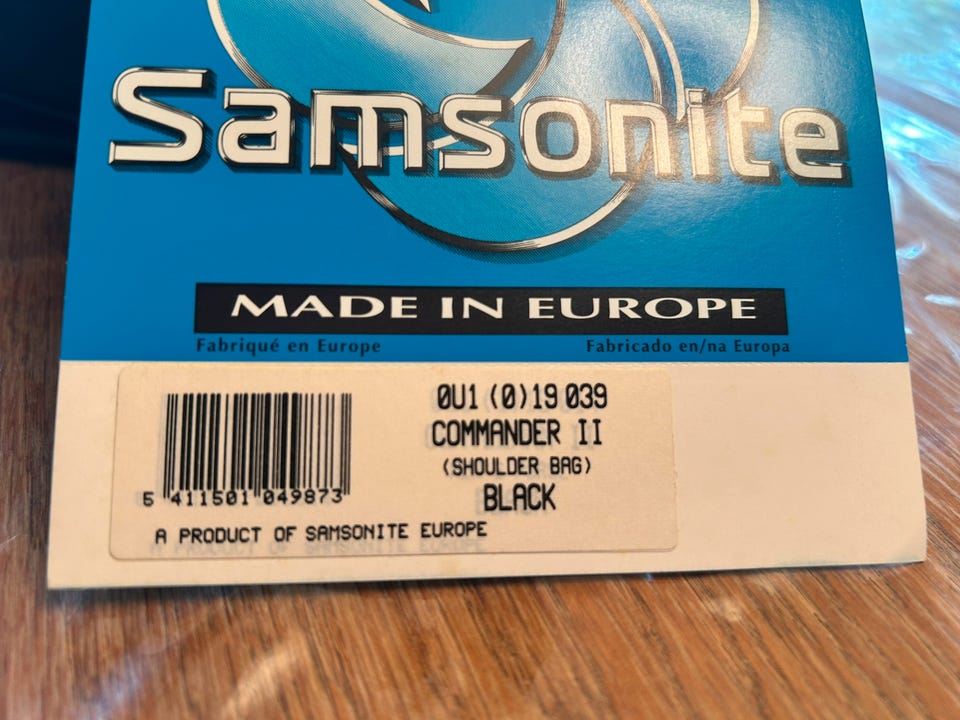 Samsonite
MADE IN EUROPE
Fabriqué en Europe
Fabricado en/na Europa
0U1 (0)19 039
COMMANDER II
(SHOULDER BAG)
BLACK
5 411501 049873
A PRODUCT OF SAMSONITE EUROPE